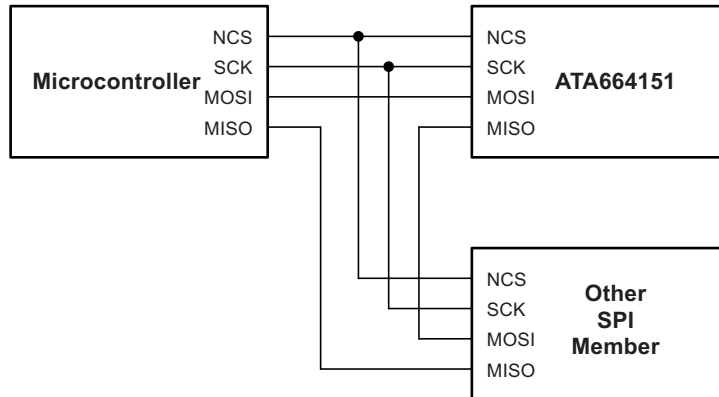 Microcontroller
NCS
SCK
MOSI
MISO
NCS
SCK
MOSI
MISO
ATA664151
NCS
SCK
MOSI
MISO
Other
SPI
Member